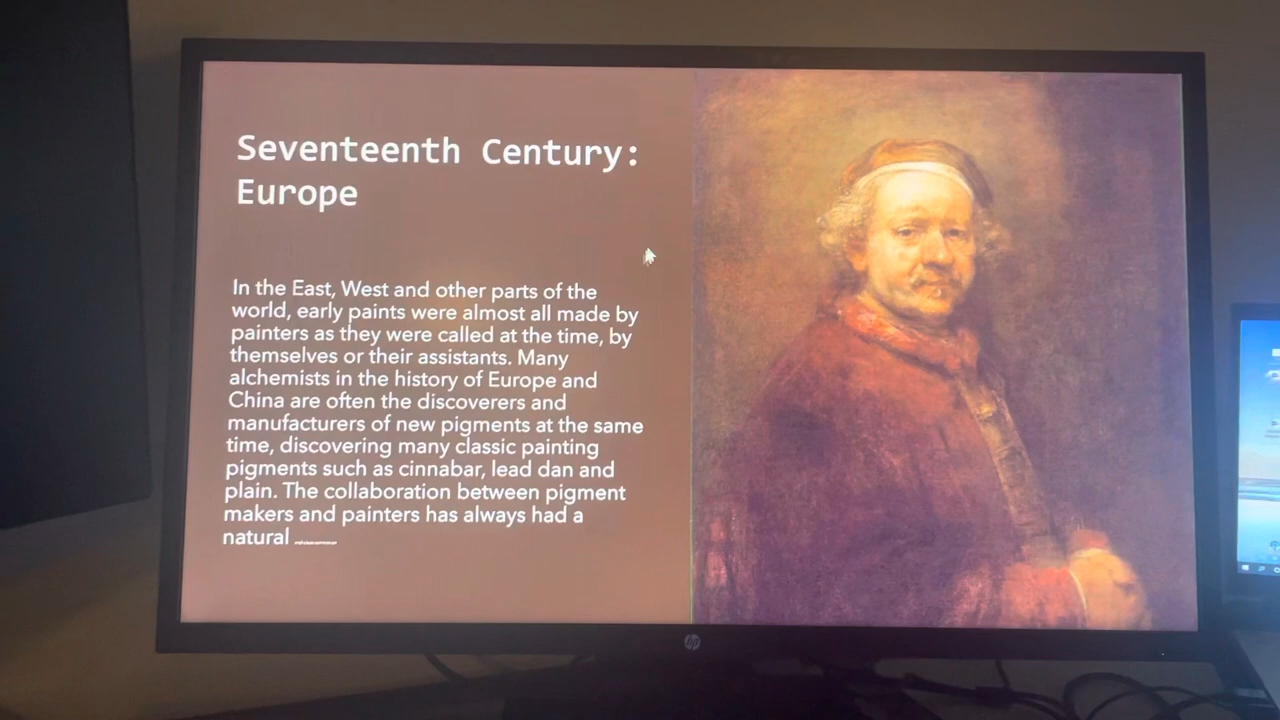 Seventeenth Century:
Europe
In the East, West and other parts of the
world, early paints were almost all made by
painters as they were called at the time, by
themselves or their assistants. Many
alchemists in the history of Europe and
China are often the discoverers and
manufacturers of new pigments at the same
time, discovering many classic painting
pigments such as cinnabar, lead dan and
plain. The collaboration between pigment
makers and painters has always had a
natural
hp